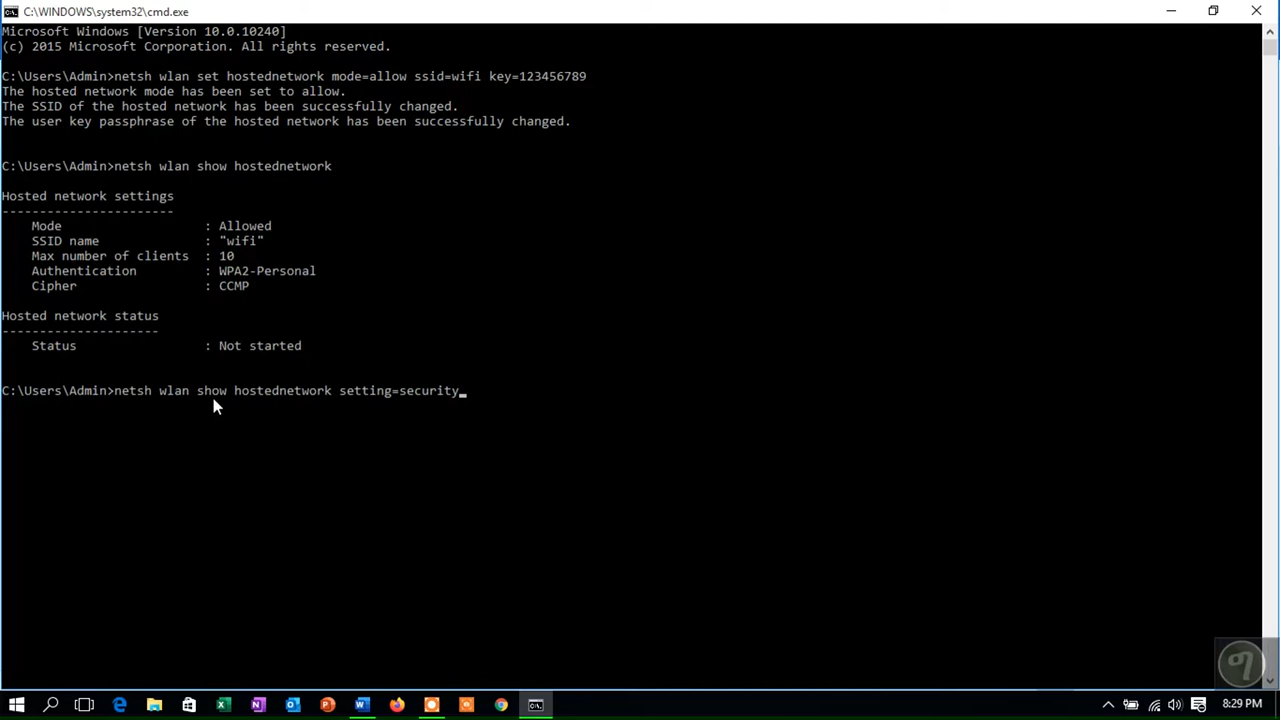 C:\WINDOWS\system32\cmd.exe
Microsoft Windows [Version 10.0.10240]
(c) 2015 Microsoft Corporation. All rights reserved.
C:\Users\Admin>netsh wlan set hostednetwork mode=allow ssid=wifi key=123456789
The hosted network mode has been set to allow.
The SSID of the hosted network has been successfully changed.
The user key passphrase of the hosted network has been successfully changed.
C:\Users\Admin>netsh wlan show hostednetwork
Hosted network settings
-----------------------
Mode : Allowed
SSID name : "wifi"
Max number of clients : 10
Authentication : WPA2-Personal
Cipher : CCMP
Hosted network status
---------------------
Status : Not started
C:\Users\Admin>netsh wlan show hostednetwork setting=security_
8:29 PM